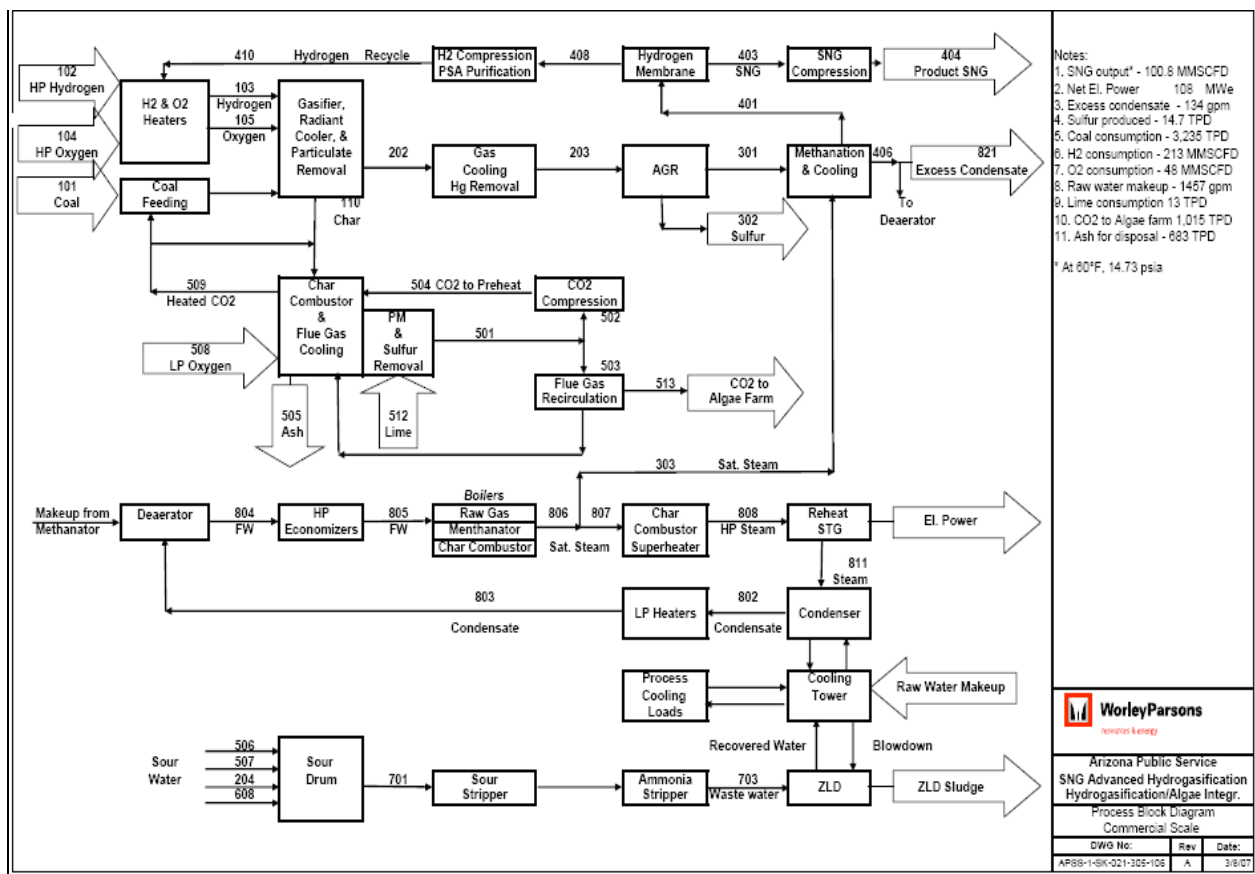 410 Hydrogen Recycle
H2 Compression
PSA Purification
408
Hydrogen
Membrane
403
SNG
SNG
Compression
404
Product SNG
102
HP Hydrogen
H2 & O2
Heaters
103
Hydrogen
105
Oxygen
Gasifier,
Radiant
Cooler, &
Particulate
Removal
401
104
HP Oxygen
202
Gas
Cooling
Hg Removal
203
AGR
301
Methanation
& Cooling
406
821
Excess Condensate
To
Deaerator
101
Coal
Coal
Feeding
110
Char
302
Sulfur
509
Heated CO2
Char
Combustor
&
Flue Gas
Cooling
504 CO2 to Preheat
CO2
Compression
502
PM
&
Sulfur
Removal
501
508
LP Oxygen
503
Flue Gas
Recirculation
513
CO2 to
Algae Farm
505
Ash
512
Lime
303 Sat. Steam
Makeup from
Methanator
Deaerator
804
FW
HP
Economizers
805
FW
Boilers
Raw Gas
Menthanator
Char Combustor
806
Sat. Steam
807
Char
Combustor
Superheater
808
HP Steam
Reheat
STG
El. Power
811
Steam
803
Condensate
LP Heaters
802
Condensate
Condenser
Process
Cooling
Loads
Cooling
Tower
Raw Water Makeup
Recovered Water
Blowdown
Sour
Water
506
507
204
608
Sour
Drum
701
Sour
Stripper
Ammonia
Stripper
703
Waste water
ZLD
ZLD Sludge
Notes:
1. SNG output* - 100.8 MMSCFD
2. Net El. Power 108 MWe
3. Excess condensate - 134 gpm
4. Sulfur produced - 14.7 TPD
5. Coal consumption - 3,235 TPD
6. H2 consumption - 213 MMSCFD
7. O2 consumption - 48 MMSCFD
8. Raw water makeup - 1457 gpm
9. Lime consumption 13 TPD
10. CO2 to Algae farm 1,015 TPD
11. Ash for disposal - 683 TPD
* At 60°F, 14.73 psia
WorleyParsons
resources & energy
Arizona Public Service
SNG Advanced Hydrogasification
Hydrogasification/Algae Integr.
Process Block Diagram
Commercial Scale
DWG No: Rev Date:
APSS-1-SK-021-305-106 A 3/8/07